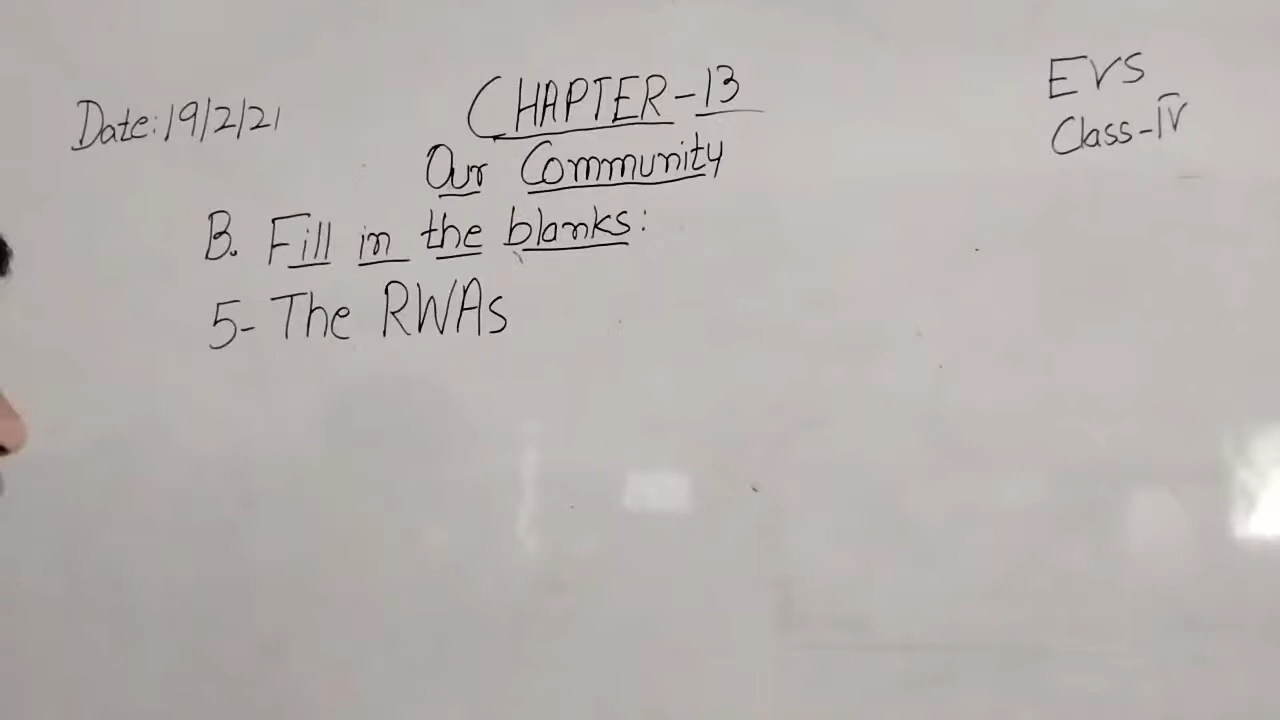 Date: 19/2/21
CHAPTER-13
Our Community
EVS
Class-IV
B. Fill in the blanks:
5- The RWAs